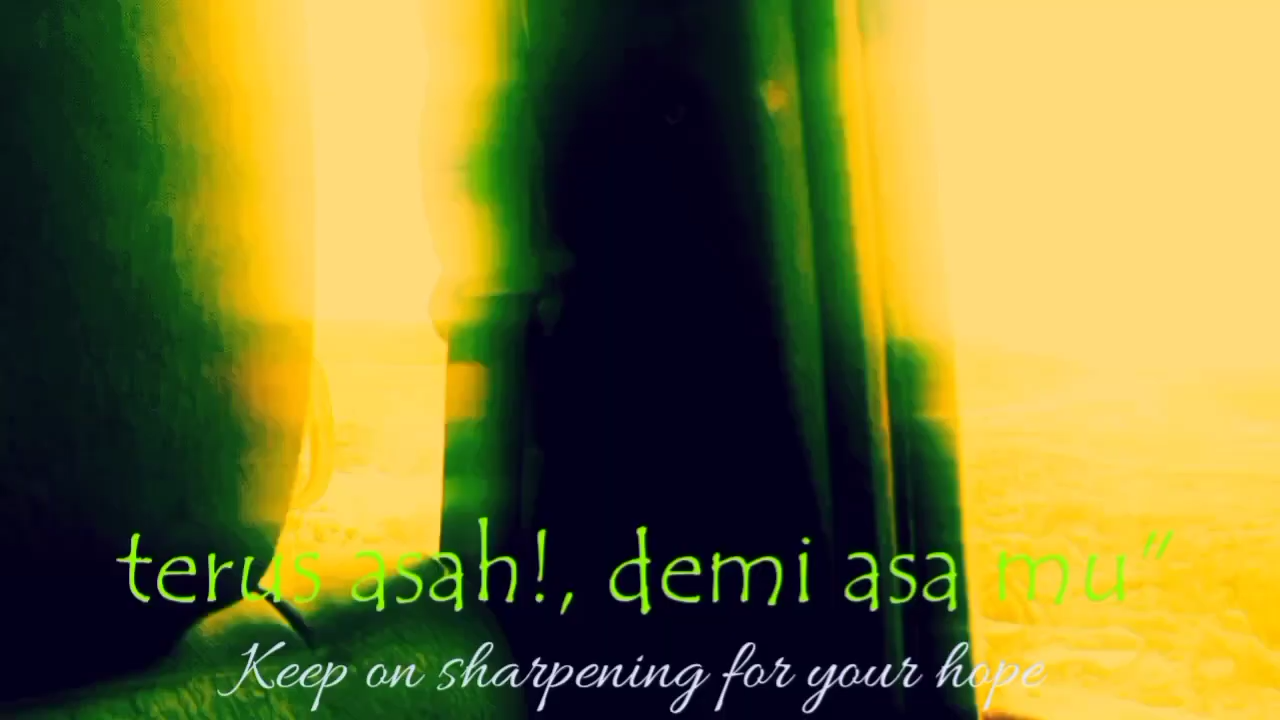 terus asah!, demi asa mu”
Keep on sharpening for your hope